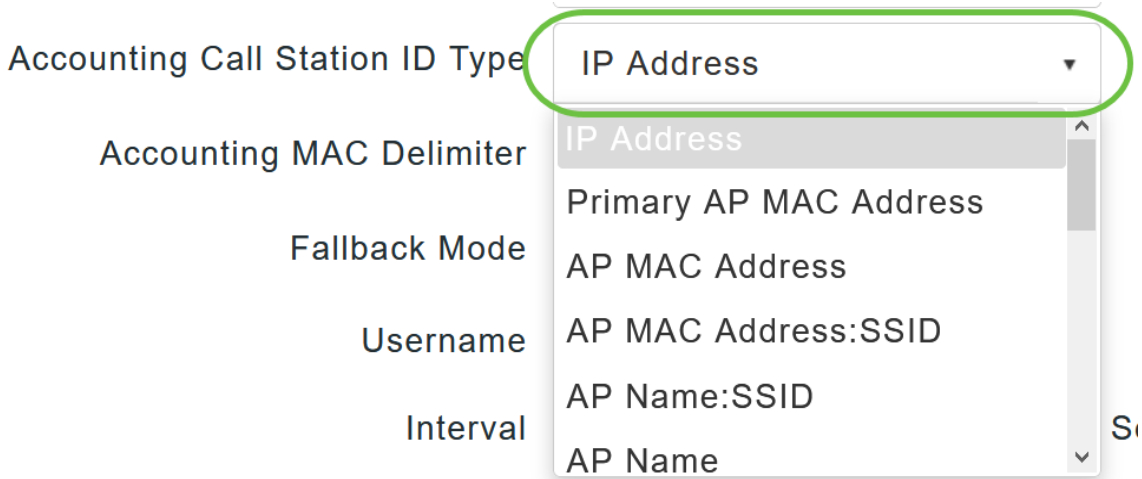 Accounting Call Station ID Type IP Address
IP Address
Accounting MAC Delimiter
Primary AP MAC Address
Fallback Mode
AP MAC Address
Username
AP MAC Address:SSID
AP Name:SSID
Interval
AP Name